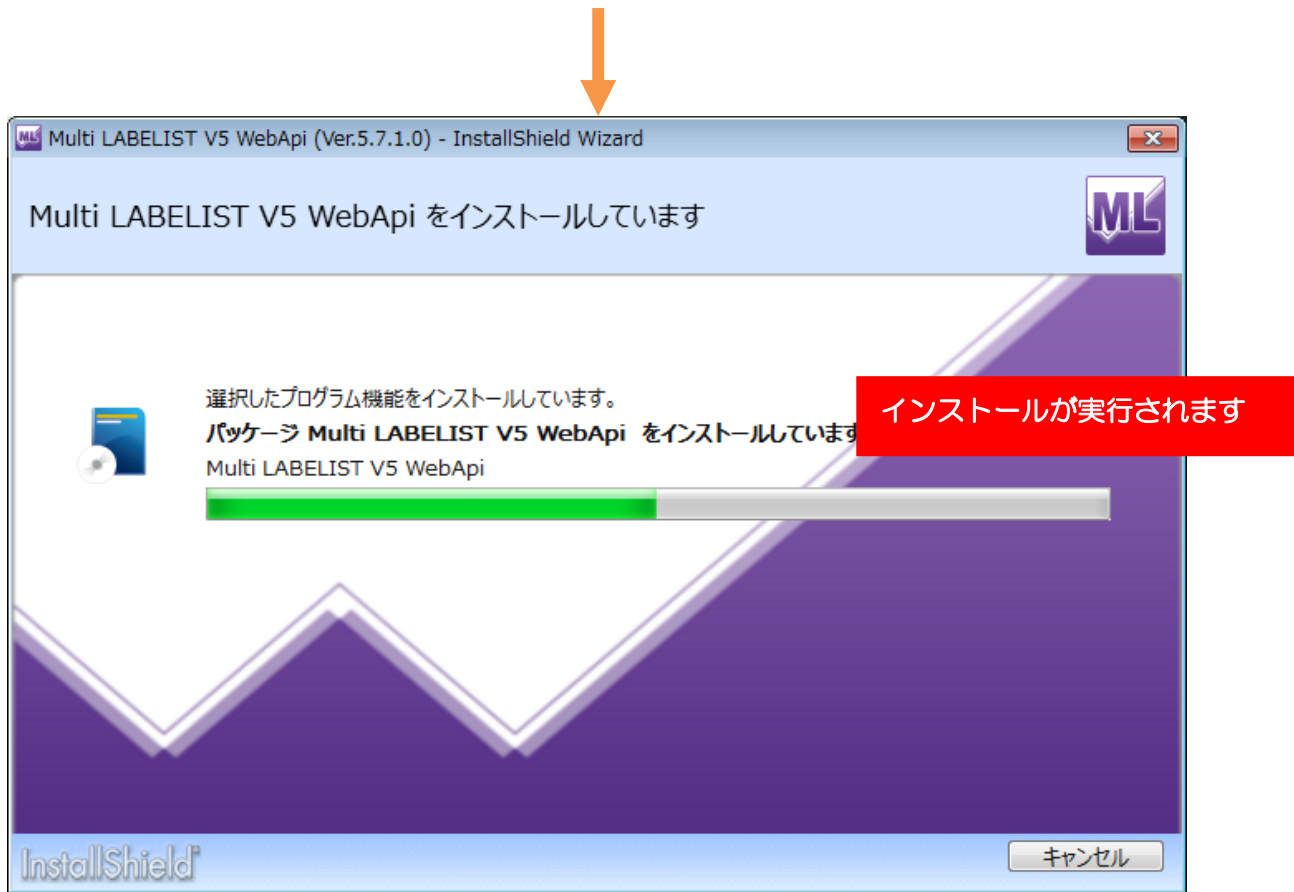 Multi LABELIST V5 WebApi (Ver.5.7.1.0) - InstallShield Wizard
Multi LABELIST V5 WebApi をインストールしています
ML
選択したプログラム機能をインストールしています。
パッケージ Multi LABELIST V5 WebApi をインストールしています
インストールが実行されます
Multi LABELIST V5 WebApi
InstallShield
キャンセル